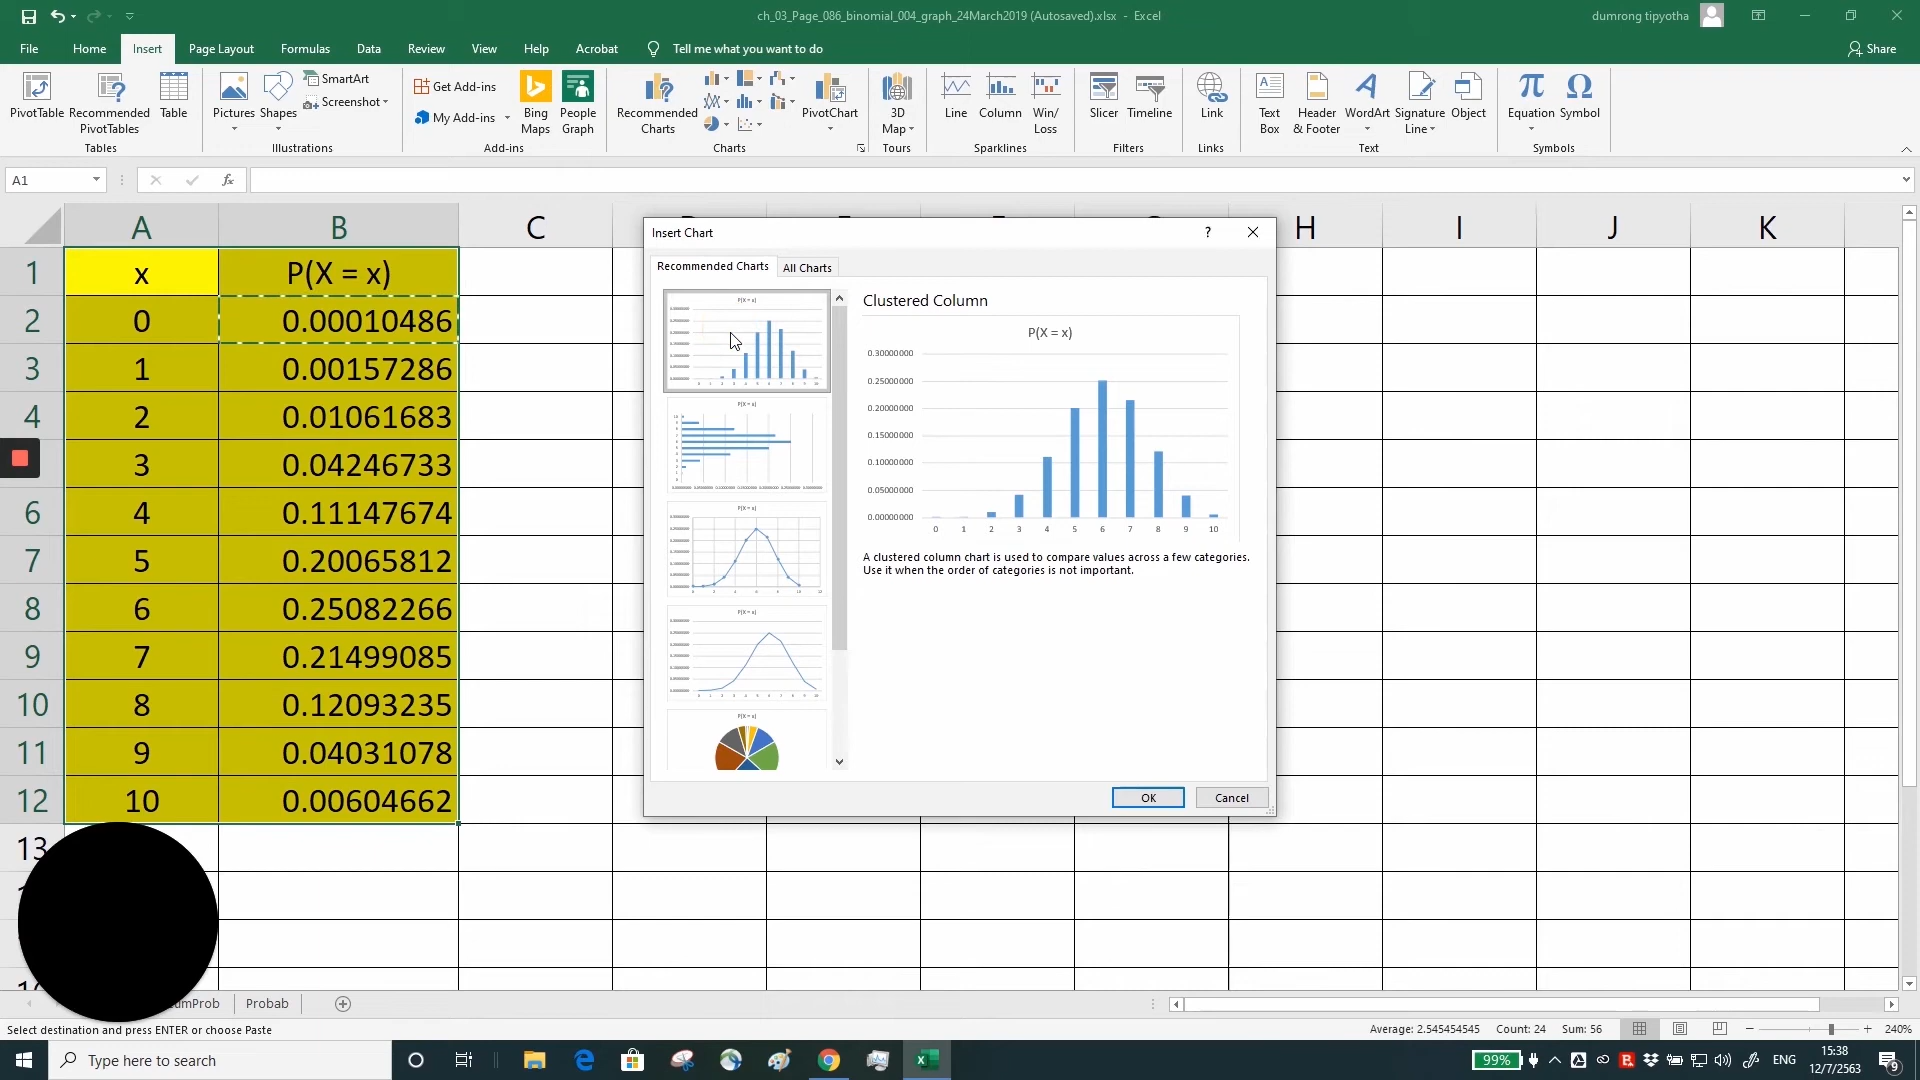 ch_03_Page_086_binomial_004_graph_24March2019 (Autosaved).xlsx - Excel
dumrong tipyotha
File Home Insert Page Layout Formulas Data Review View Help Acrobat Tell me what you want to do Share
PivotTable Recommended PivotTables Table
Tables
Pictures Shapes SmartArt Screenshot
Illustrations
Get Add-ins My Add-ins Bing Maps People Graph
Add-ins
Recommended Charts PivotChart
Charts
3D Map
Tours
Line Column Win/Loss
Sparklines
Slicer Timeline
Filters
Link
Links
Text Box Header & Footer WordArt Signature Line Object
Text
Equation Symbol
Symbols
A1 fx
A B C H I J K
1 x P(X = x)
2 0 0.00010486
3 1 0.00157286
4 2 0.01061683
3 0.04246733
6 4 0.11147674
7 5 0.20065812
8 6 0.25082266
9 7 0.21499085
10 8 0.12093235
11 9 0.04031078
12 10 0.00604662
13
Insert Chart ?
Recommended Charts All Charts
P(X = x)
P(X = x)
P(X = x)
P(X = x)
P(X = x)
Clustered Column
P(X = x)
0.30000000
0.25000000
0.20000000
0.15000000
0.10000000
0.05000000
0.00000000
0 1 2 3 4 5 6 7 8 9 10
A clustered column chart is used to compare values across a few categories.
Use it when the order of categories is not important.
OK Cancel
Probab
Select destination and press ENTER or choose Paste
Average: 2.545454545 Count: 24 Sum: 56 240%
Type here to search
99% ENG 15:38
12/7/2563
9